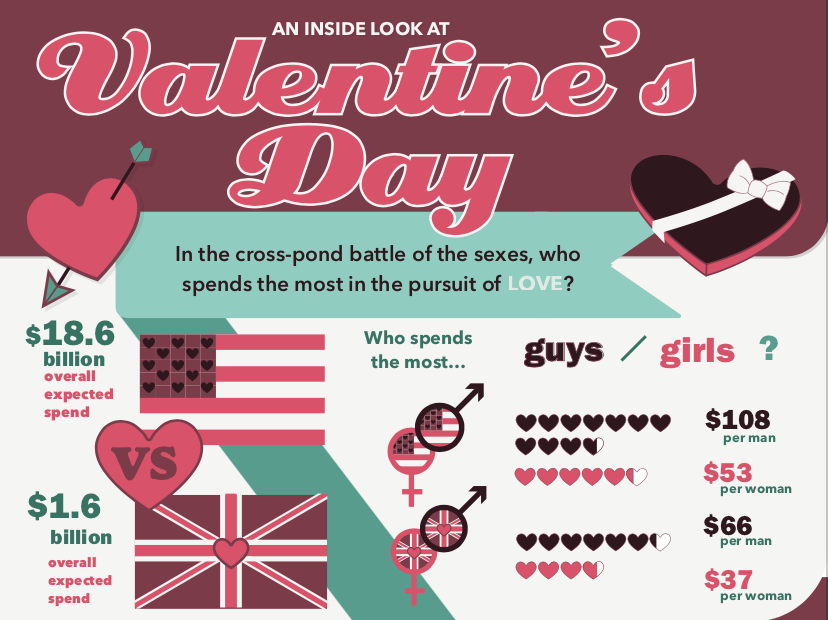 AN INSIDE LOOK AT
Valentine's
Day
In the cross-pond battle of the sexes, who
spends the most in the pursuit of LOVE?
$18.6
billion
overall
expected
spend
VS
$1.6
billion
overall
expected
spend
Who spends
the most...
guys / girls ?
$108
per man
$53
per woman
$66
per man
$37
per woman